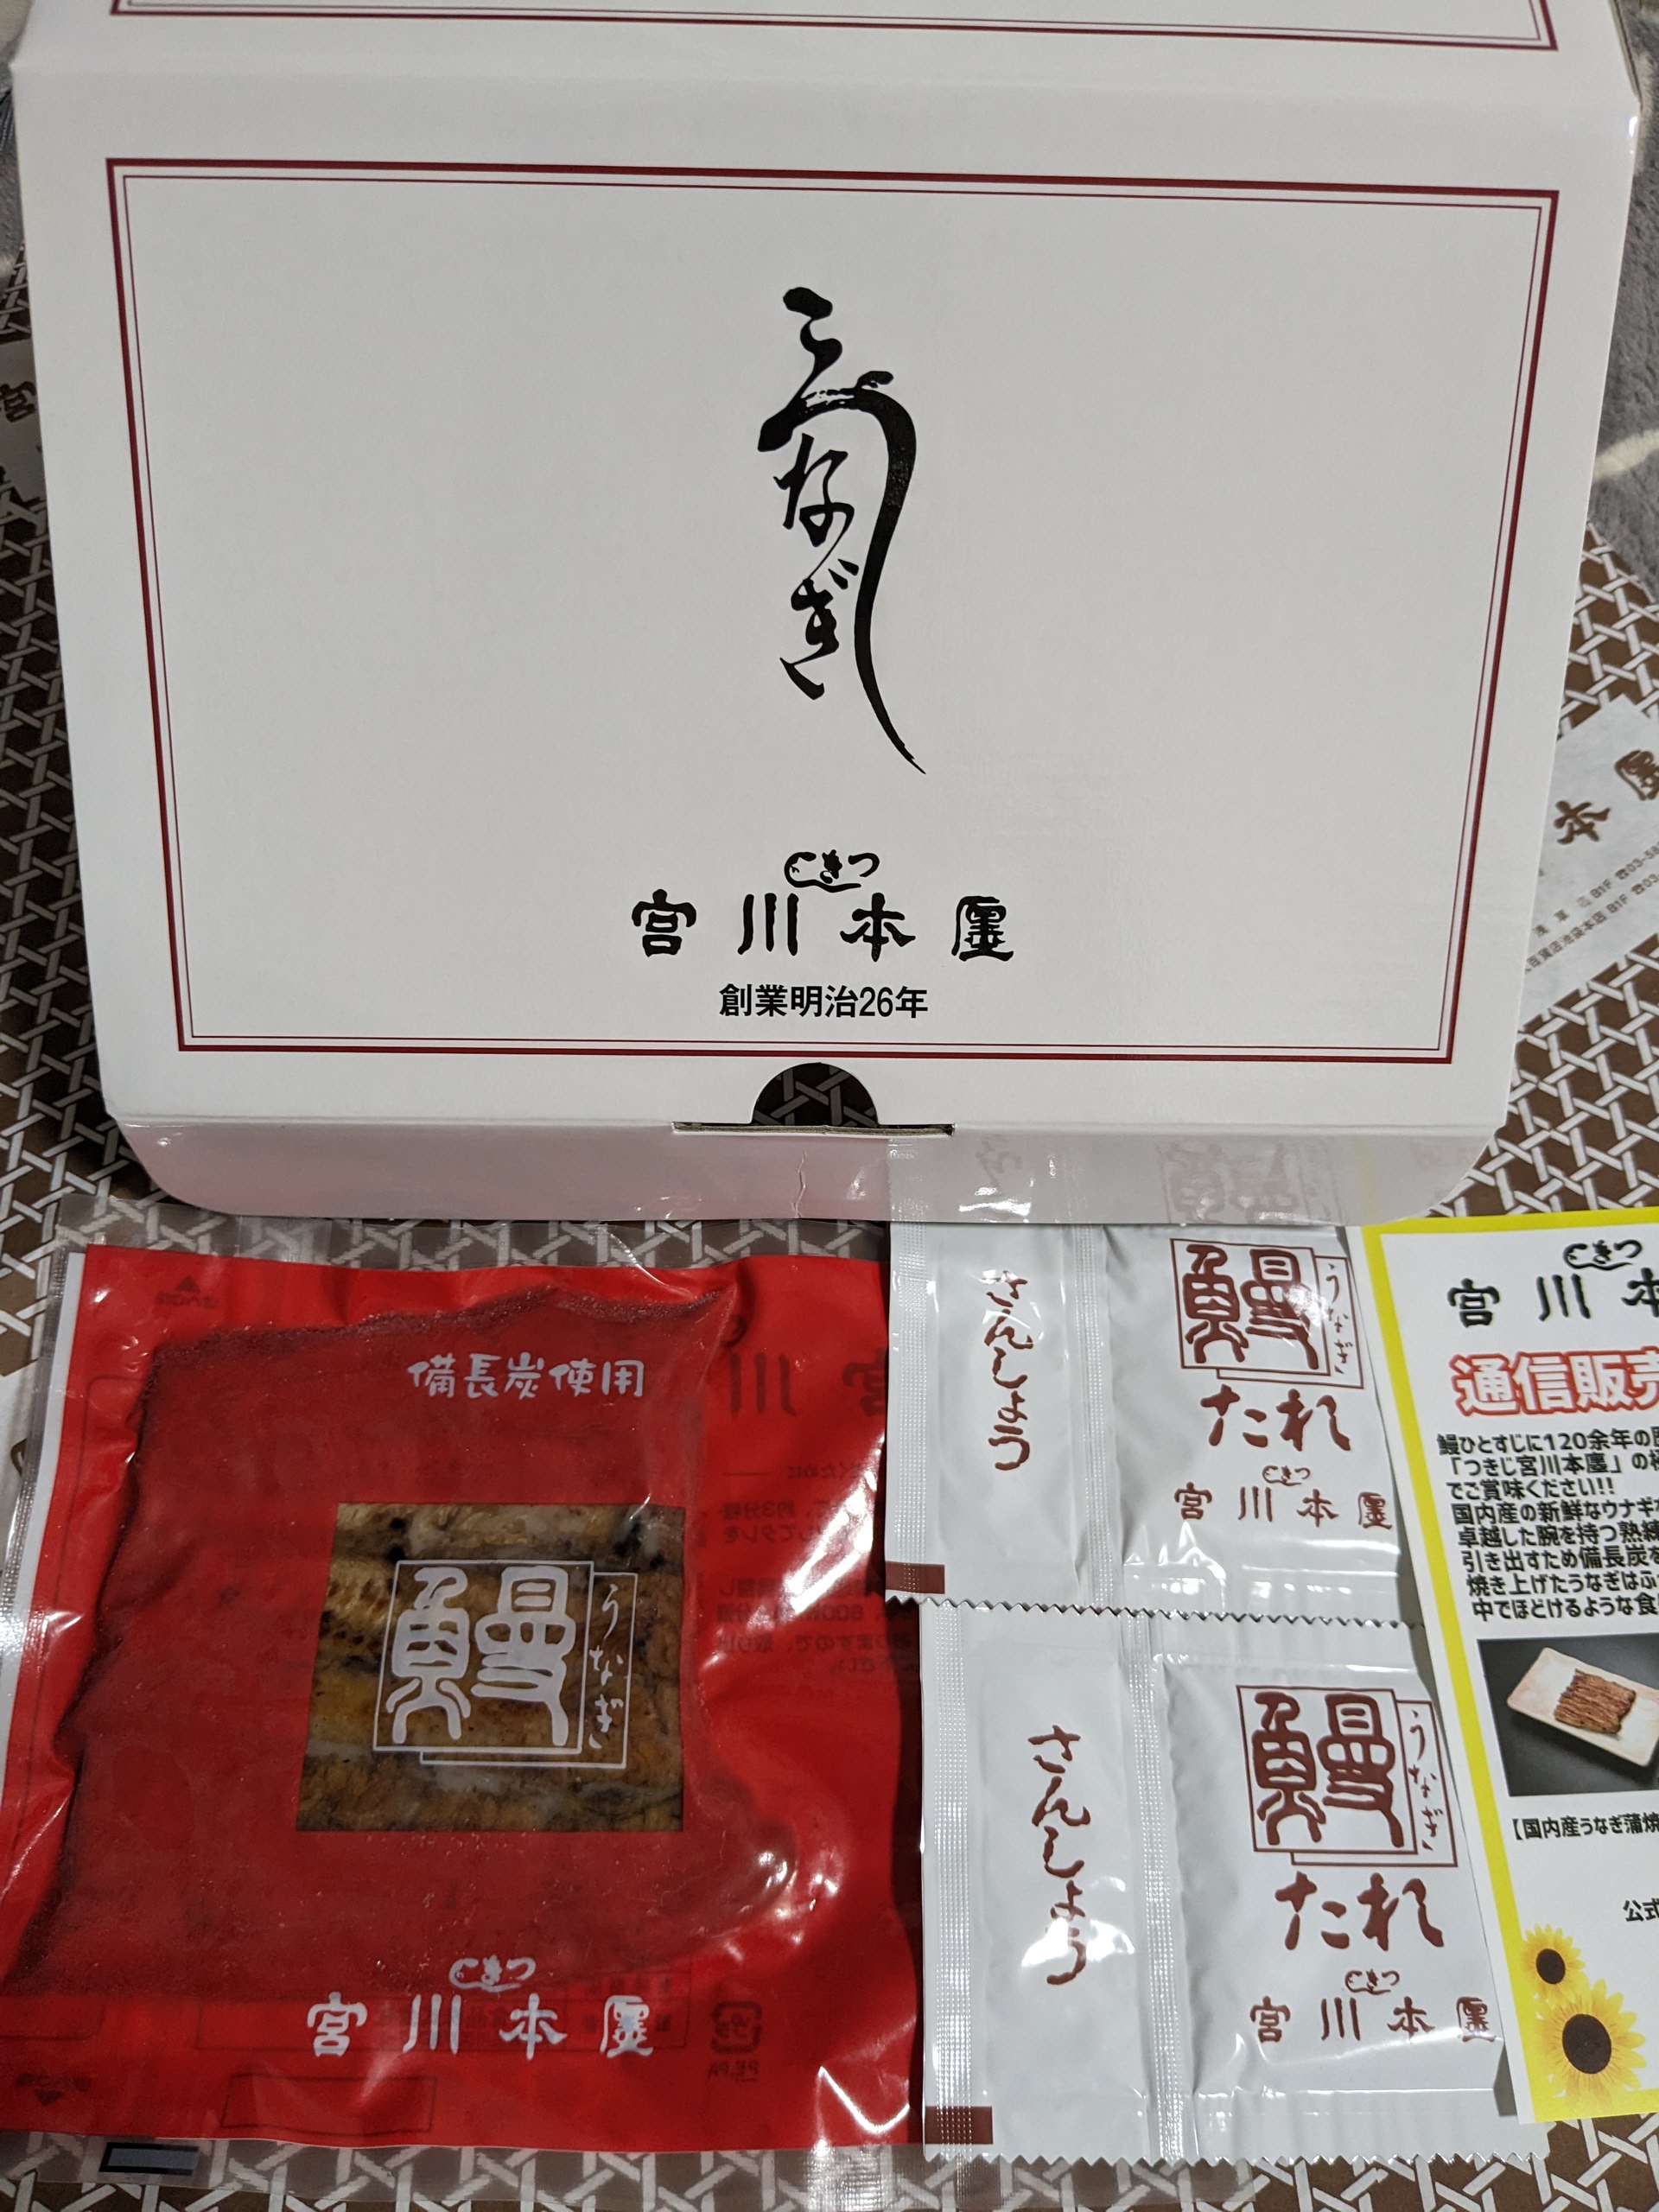 うなぎ
つきじ
宮川本廛
創業明治26年
本廛
備長炭使用
鰻
うなぎ
つきじ
宮川本廛
さんしょう
鰻
うなぎ
たれ
つきじ
宮川本廛
さんしょう
鰻
うなぎ
たれ
つきじ
宮川本廛
つきじ
宮川本
通信販売
鰻ひとすじに120余年の
「つきじ宮川本廛」の
でご賞味ください!!
国内産の新鮮なウナギ
卓越した腕を持つ熟練
引き出すため備長炭を
焼き上げたうなぎはふ
中でほどけるような食
【国内産うなぎ蒲焼
公式